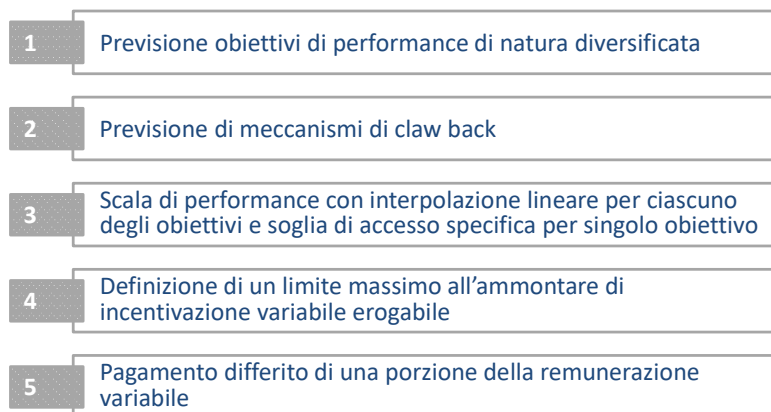 1 Previsione obiettivi di performance di natura diversificata
2 Previsione di meccanismi di claw back
3 Scala di performance con interpolazione lineare per ciascuno
degli obiettivi e soglia di accesso specifica per singolo obiettivo
4 Definizione di un limite massimo all’ammontare di
incentivazione variabile erogabile
5 Pagamento differito di una porzione della remunerazione
variabile